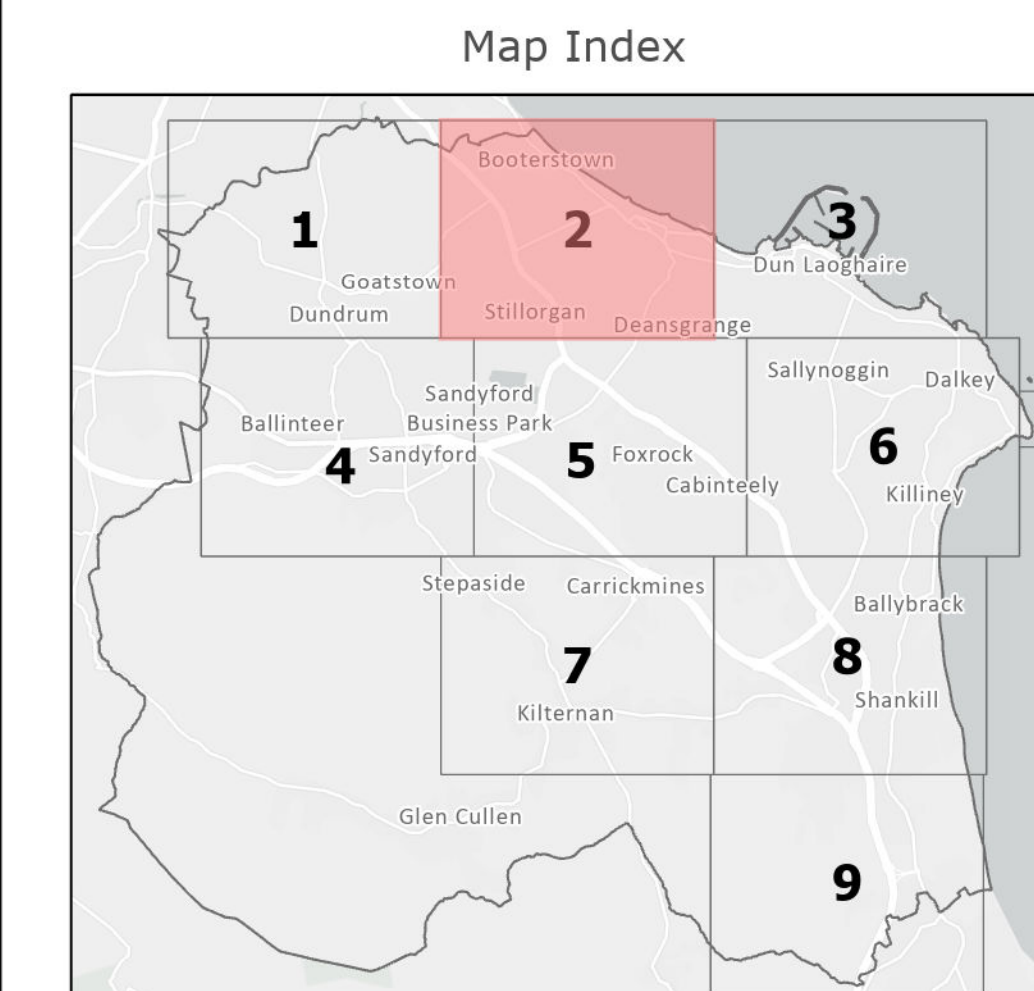 Map Index
Booterstown
1
2
3
Dun Laoghaire
Goatstown
Dundrum
Stillorgan
Deansgrange
Sallynoggin
Dalkey
Sandyford
Business Park
Ballinteer
Sandyford
4
5
Foxrock
6
Cabinteely
Killiney
Stepaside
Carrickmines
Ballybrack
7
8
Shankill
Kilternan
Glen Cullen
9